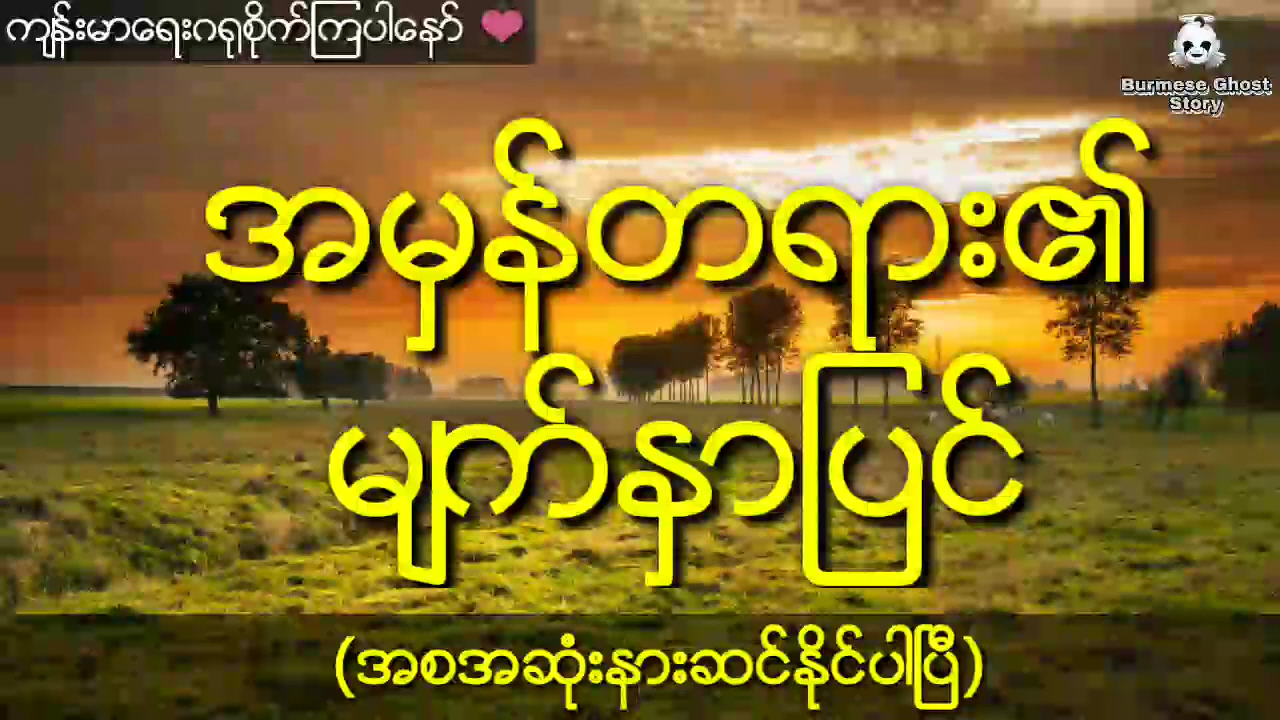 ကျန်းမာရေးဂရုစိုက်ကြပါနော် ❤
Burmese Ghost
Story
အမှန်တရား၏
မျက်နှာပြင်
(အစအဆုံးနားဆင်နိုင်ပါပြီ)